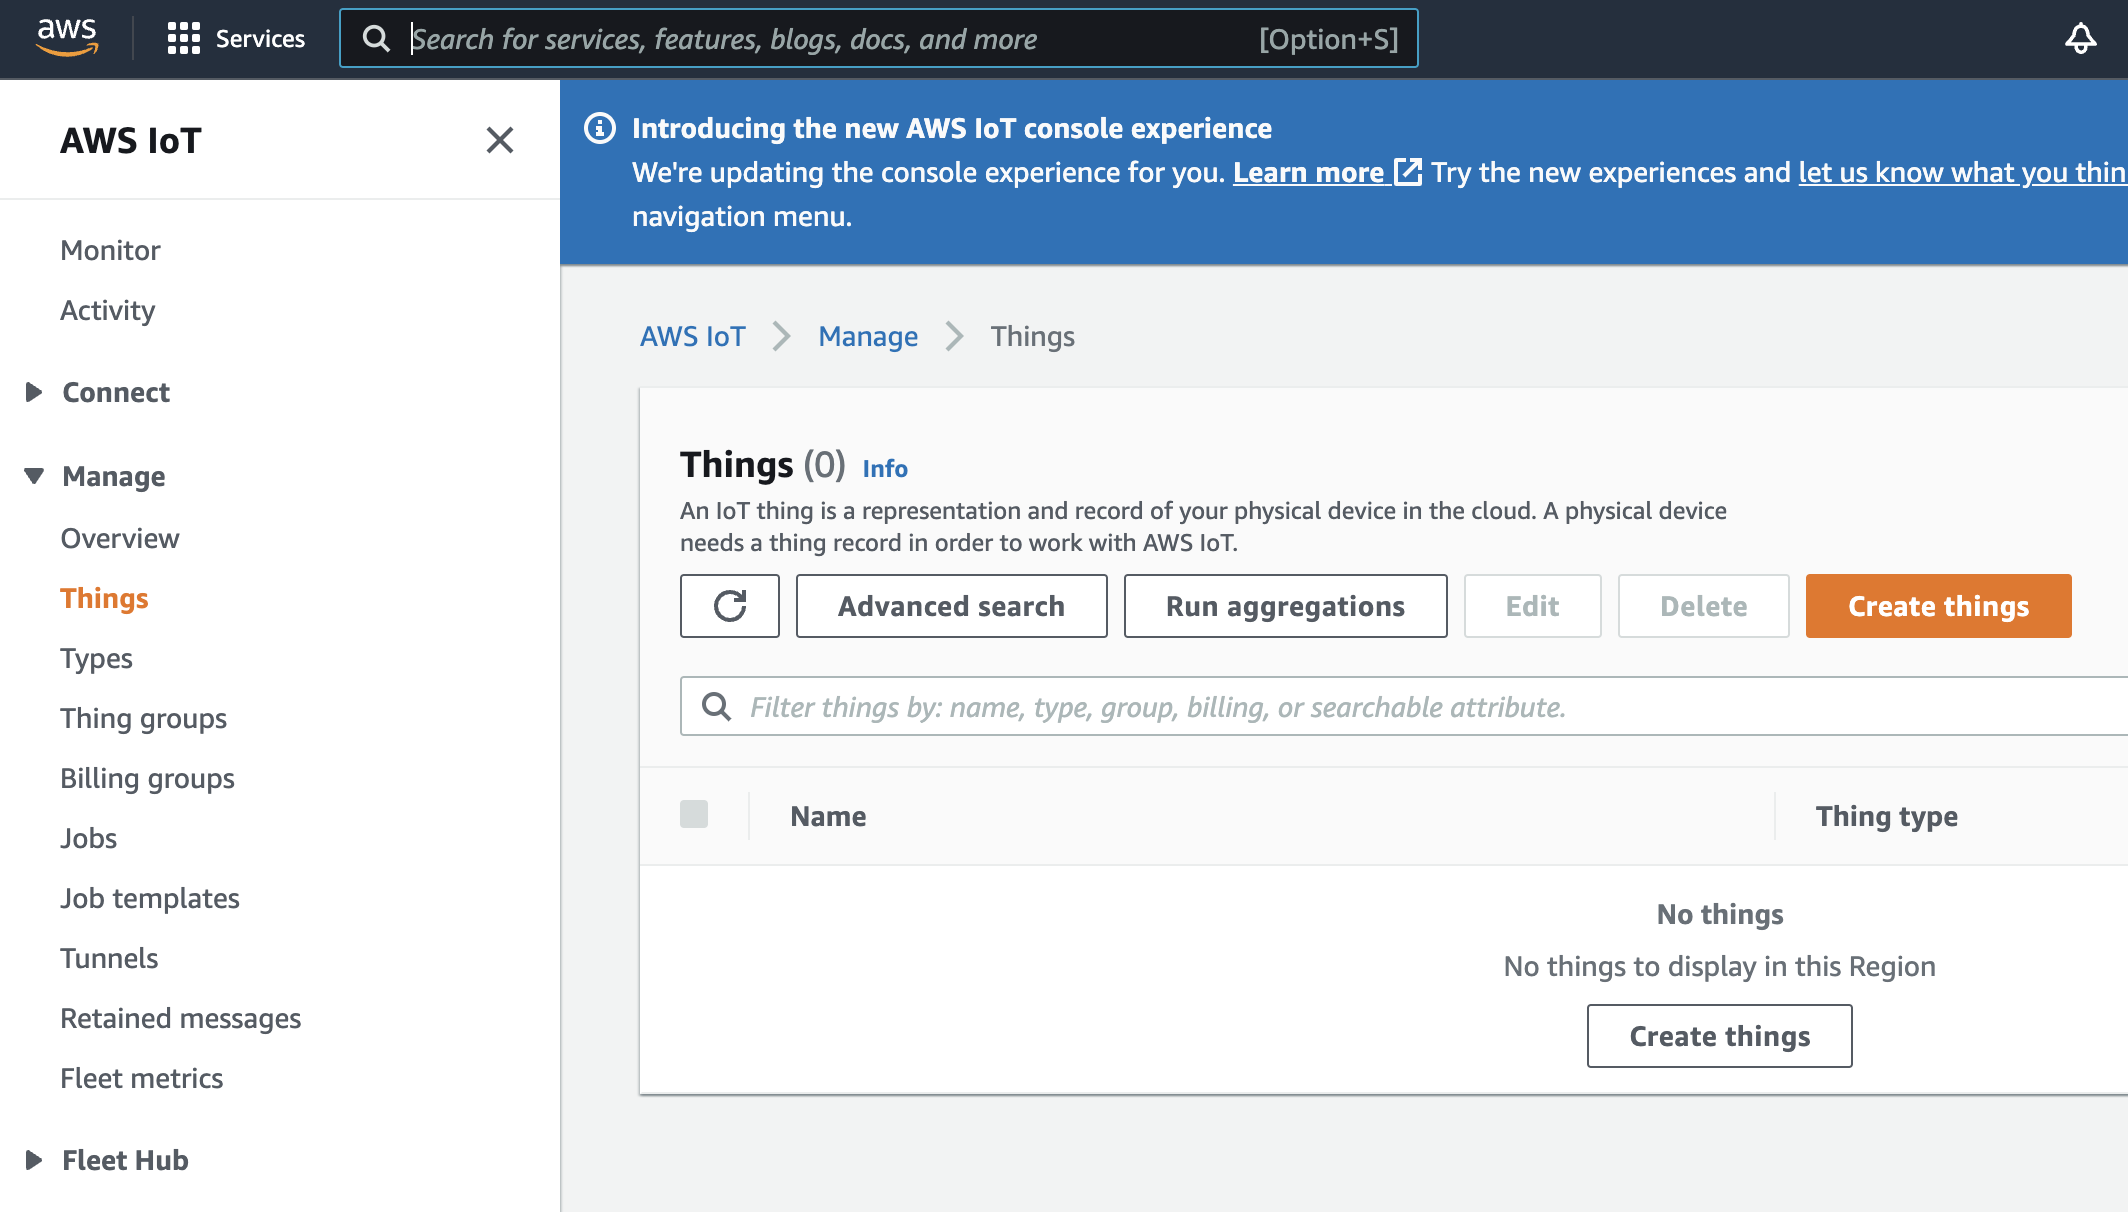 aws
Services
Search for services, features, blogs, docs, and more
[Option+S]
AWS IoT
Monitor
Activity
Connect
Manage
Overview
Things
Types
Thing groups
Billing groups
Jobs
Job templates
Tunnels
Retained messages
Fleet metrics
Fleet Hub
Introducing the new AWS IoT console experience
We're updating the console experience for you. Learn more Try the new experiences and let us know what you thin
navigation menu.
AWS IoT
Manage
Things
Things (0) Info
An IoT thing is a representation and record of your physical device in the cloud. A physical device
needs a thing record in order to work with AWS IoT.
Advanced search
Run aggregations
Edit
Delete
Create things
Filter things by: name, type, group, billing, or searchable attribute.
Name
Thing type
No things
No things to display in this Region
Create things